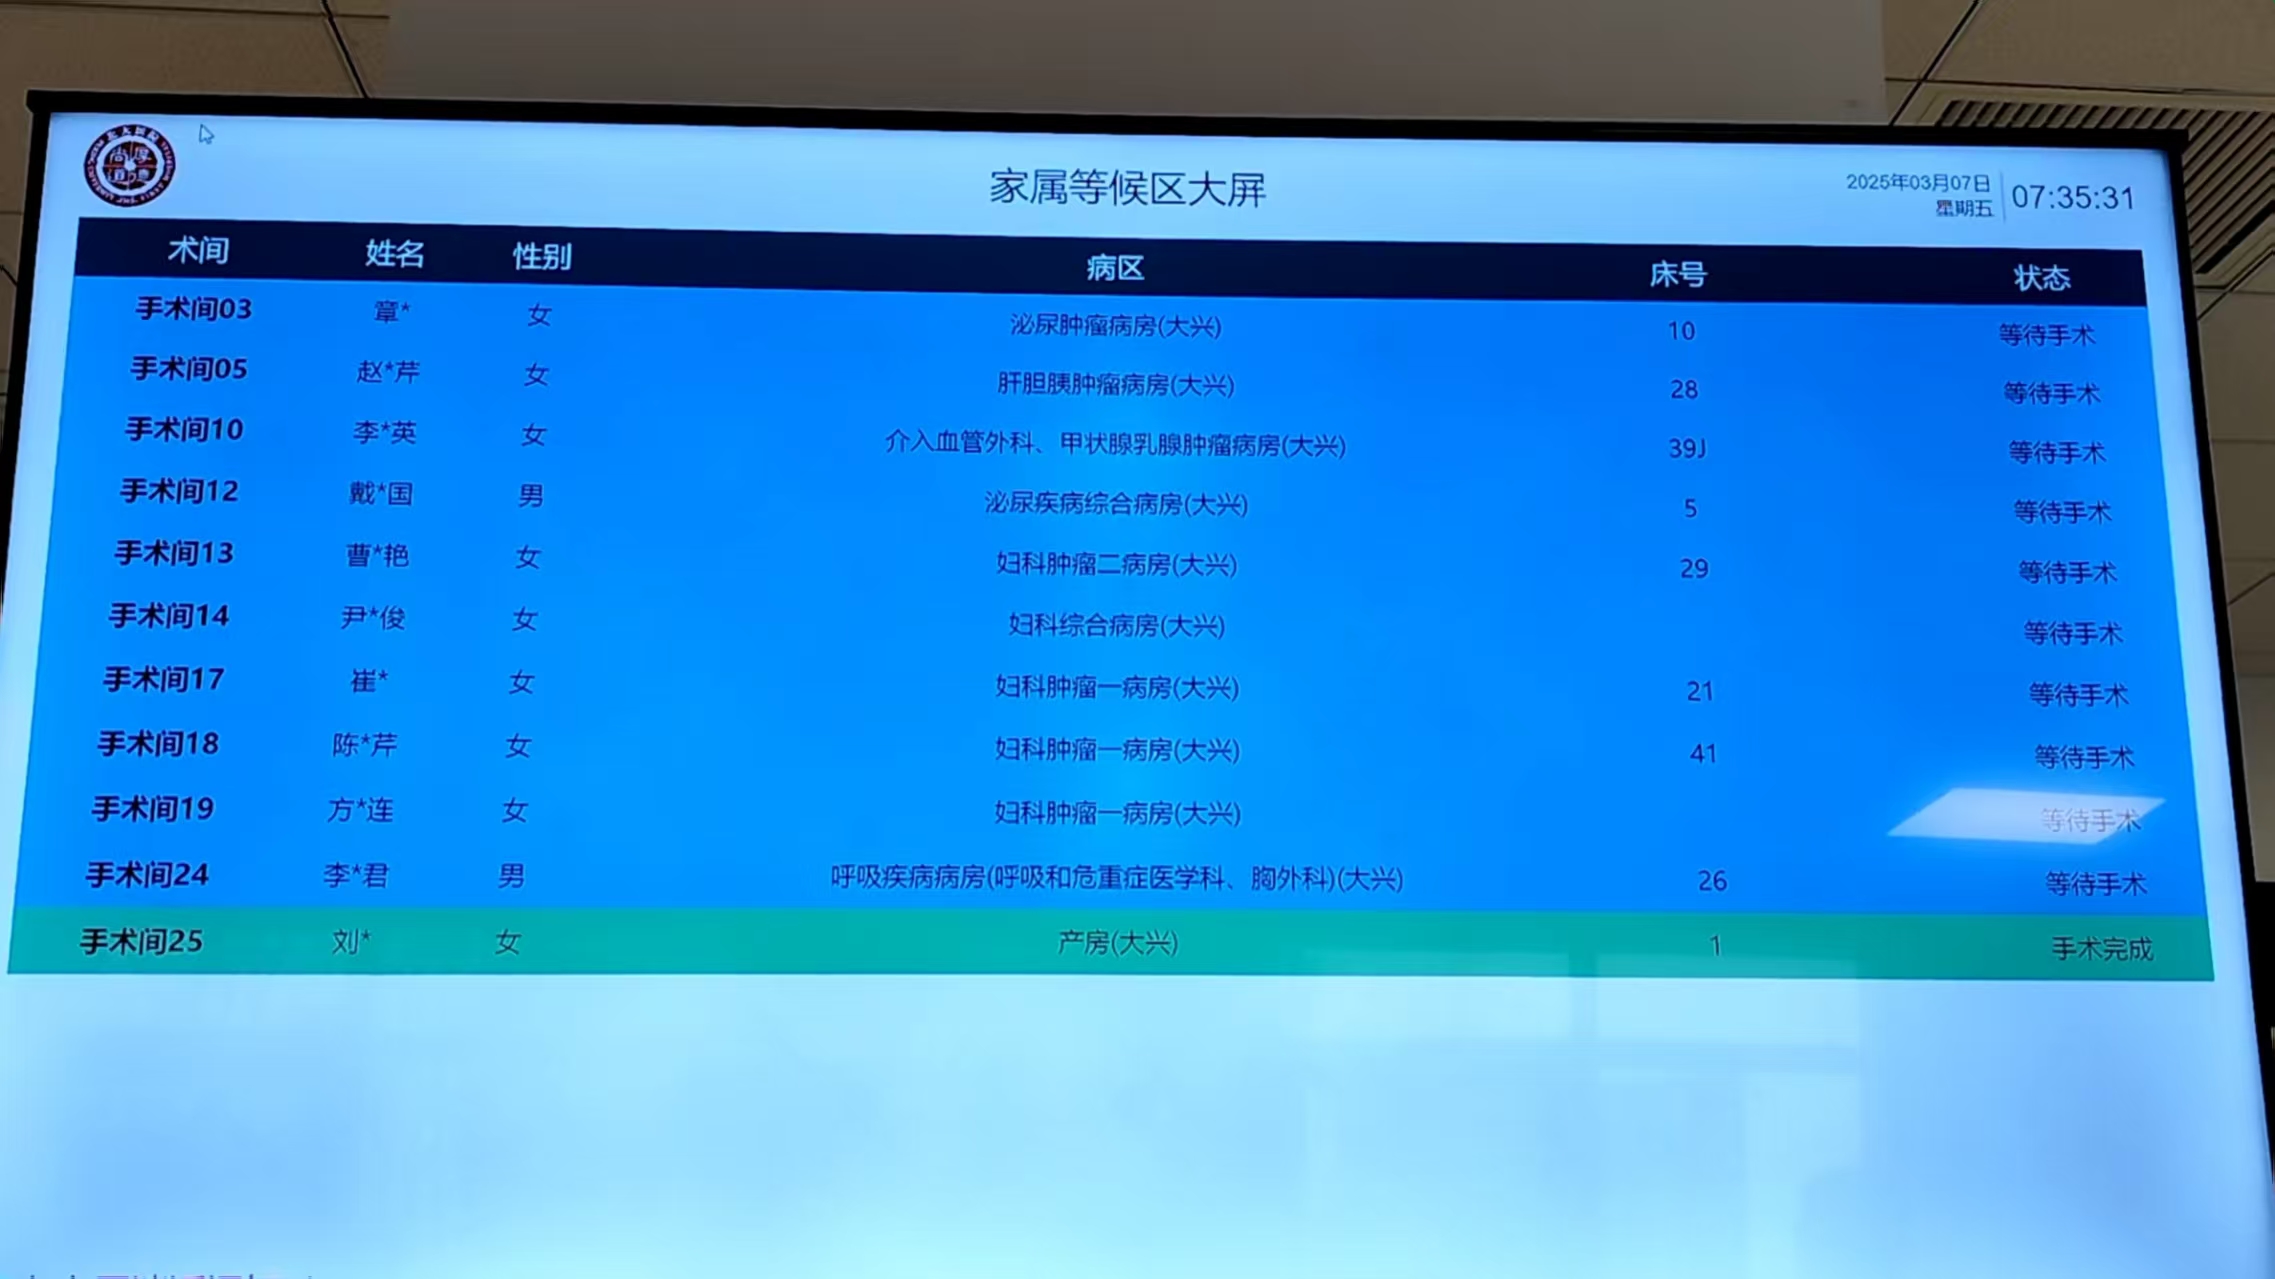 家属等候区大屏
2025年03月07日
星期五
07:35:31
术间 姓名 性别 病区 床号 状态
手术间03 章* 女 泌尿肿瘤病房(大兴) 10 等待手术
手术间05 赵*芹 女 肝胆胰肿瘤病房(大兴) 28 等待手术
手术间10 李*英 女 介入血管外科、甲状腺乳腺肿瘤病房(大兴) 39J 等待手术
手术间12 戴*国 男 泌尿疾病综合病房(大兴) 5 等待手术
手术间13 曹*艳 女 妇科肿瘤二病房(大兴) 29 等待手术
手术间14 尹*俊 女 妇科综合病房(大兴) 等待手术
手术间17 崔* 女 妇科肿瘤一病房(大兴) 21 等待手术
手术间18 陈*芹 女 妇科肿瘤一病房(大兴) 41 等待手术
手术间19 方*连 女 妇科肿瘤一病房(大兴) 等待手术
手术间24 李*君 男 呼吸疾病病房(呼吸和危重症医学科、胸外科)(大兴) 26 等待手术
手术间25 刘* 女 产房(大兴) 1 手术完成